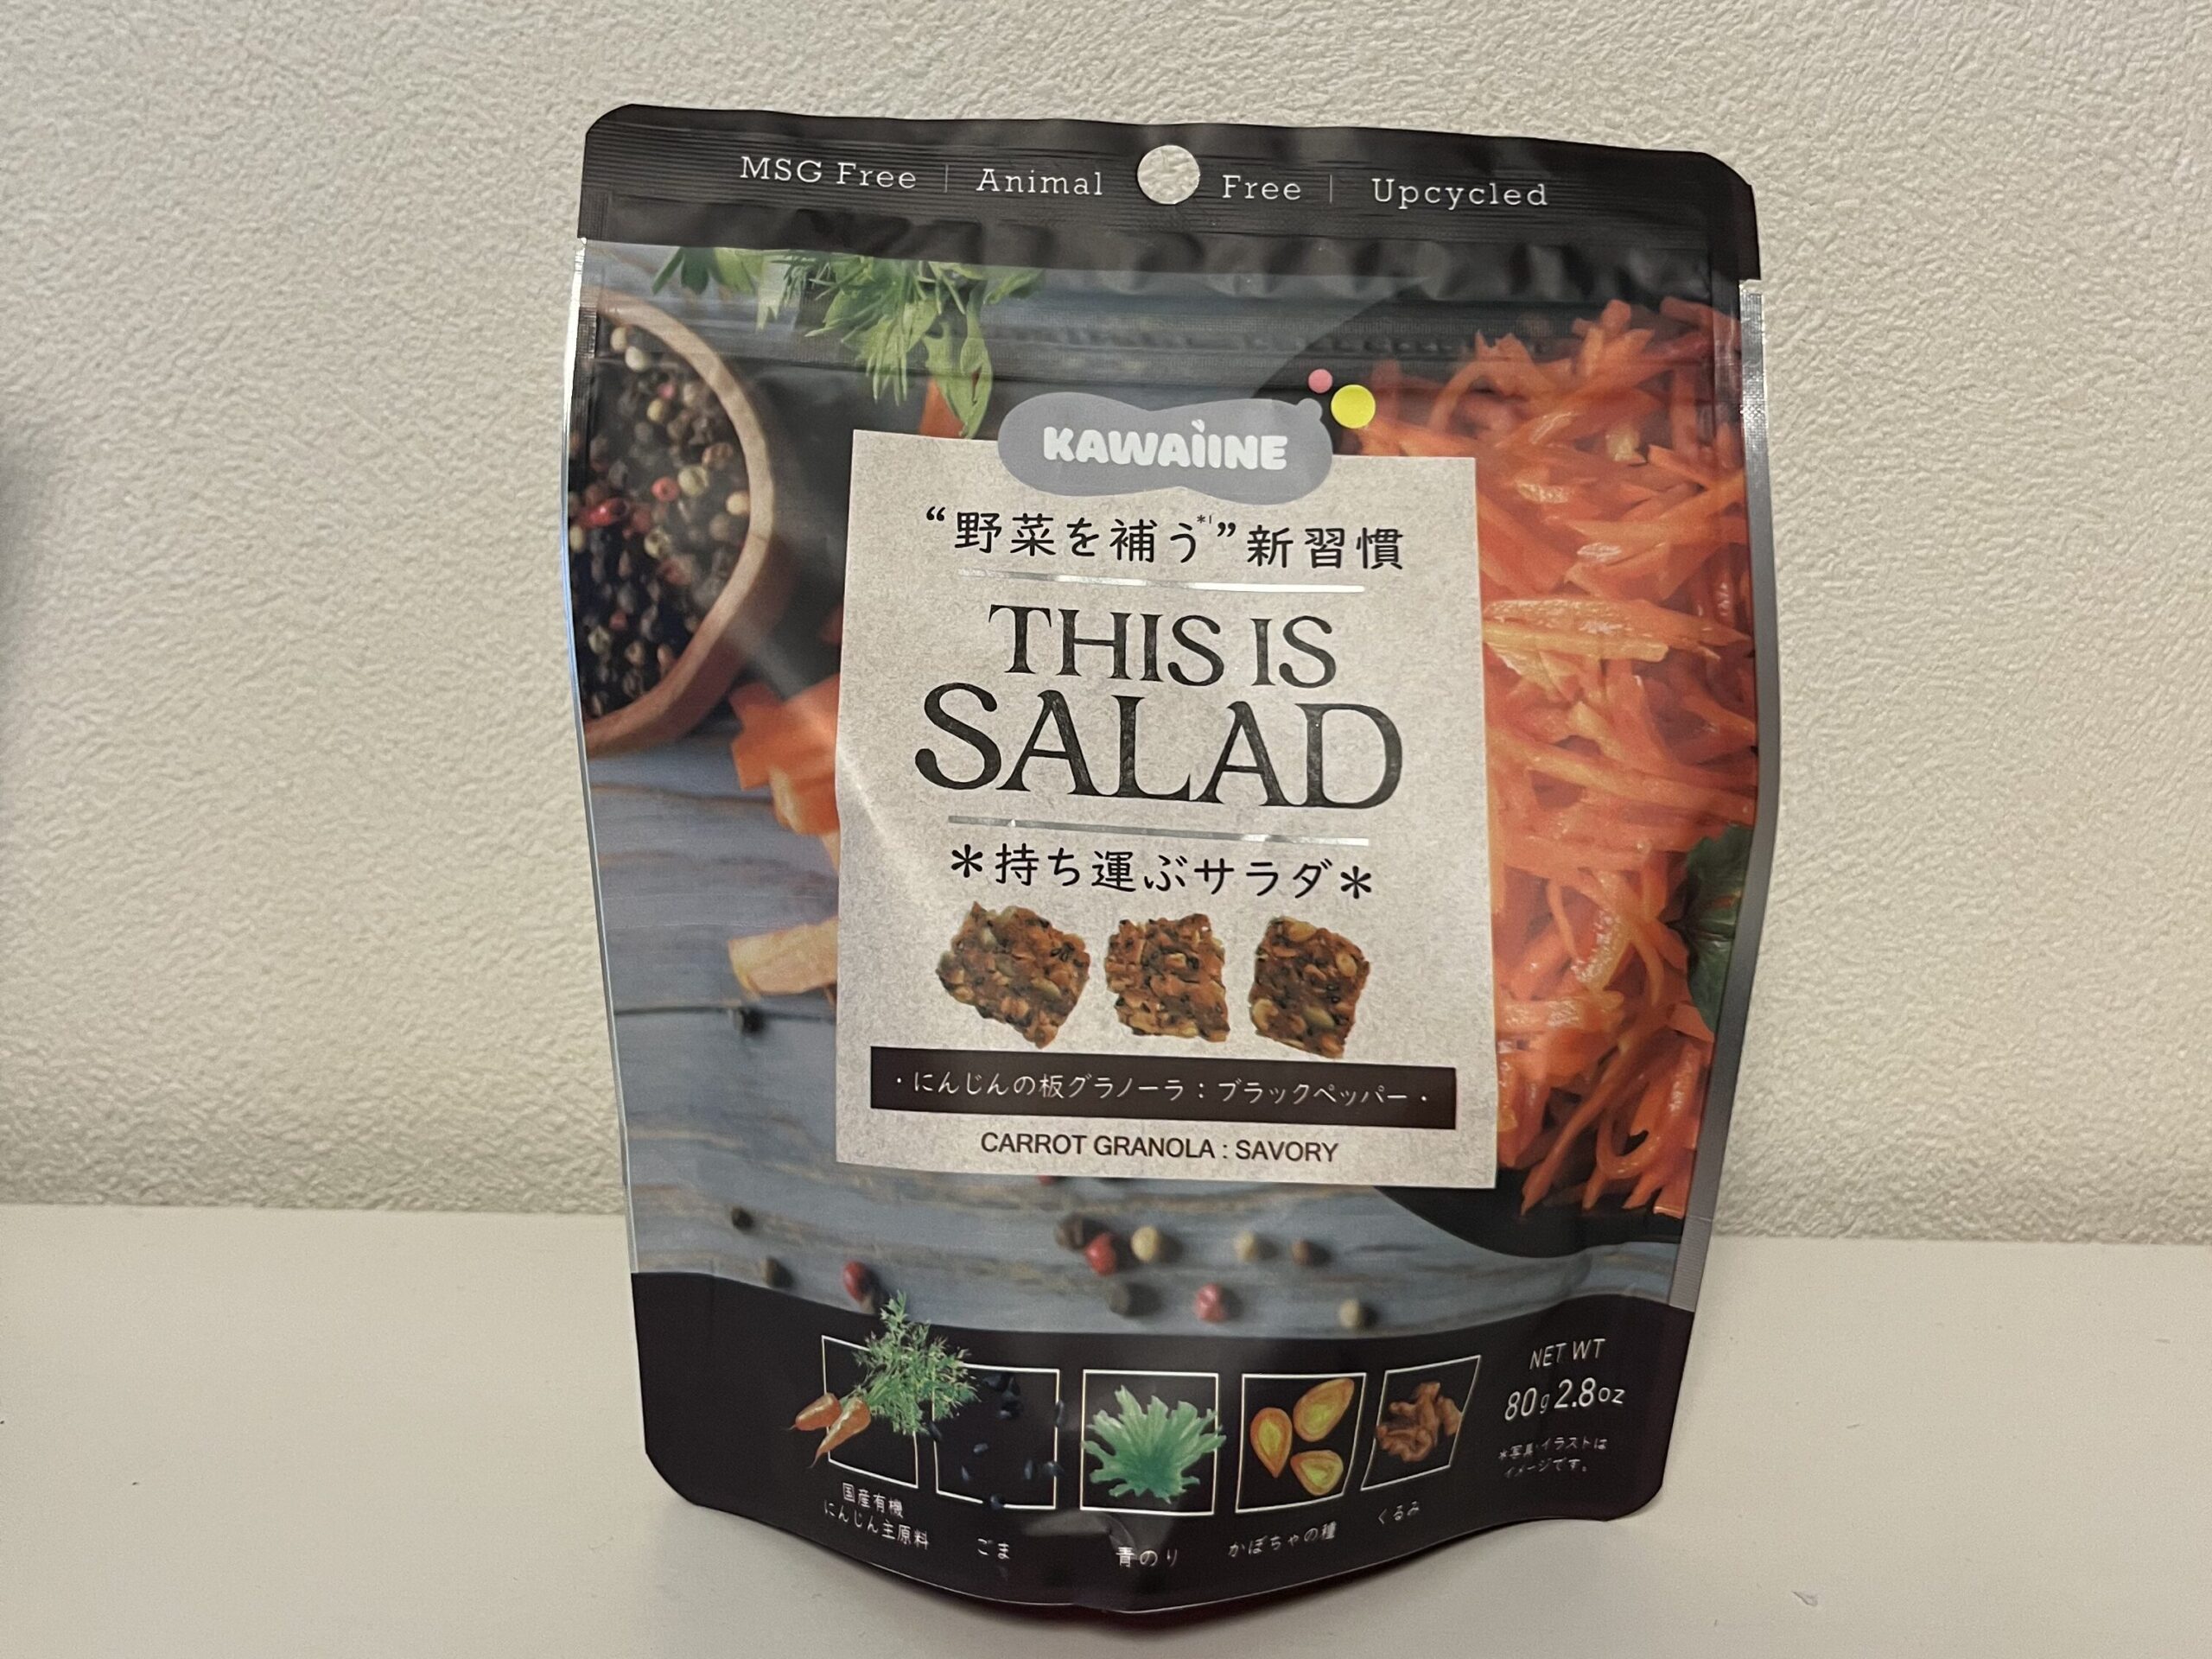 MSG Free | Animal Free | Upcycled
KAWAIINE
“野菜を補う*1”新習慣
THIS IS
SALAD
*持ち運ぶサラダ*
・にんじんの板グラノーラ：ブラックペッパー・
CARROT GRANOLA : SAVORY
国産有機
にんじん主原料
ごま
青のり
かぼちゃの種
くるみ
NET WT
80g 2.8oz
*写真・イラストは
イメージです。